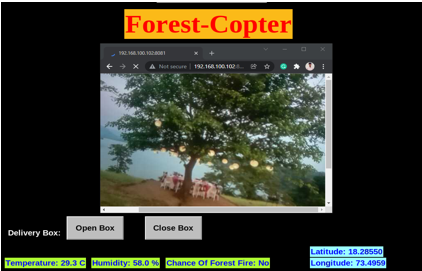 Forest-Copter
192.168.100.102:8081
Not secure | 192.168.100.102:8...
Delivery Box:
Open Box
Close Box
Temperature: 29.3 C
Humidity: 58.0 %
Chance Of Forest Fire: No
Latitude: 18.28550
Longitude: 73.4959